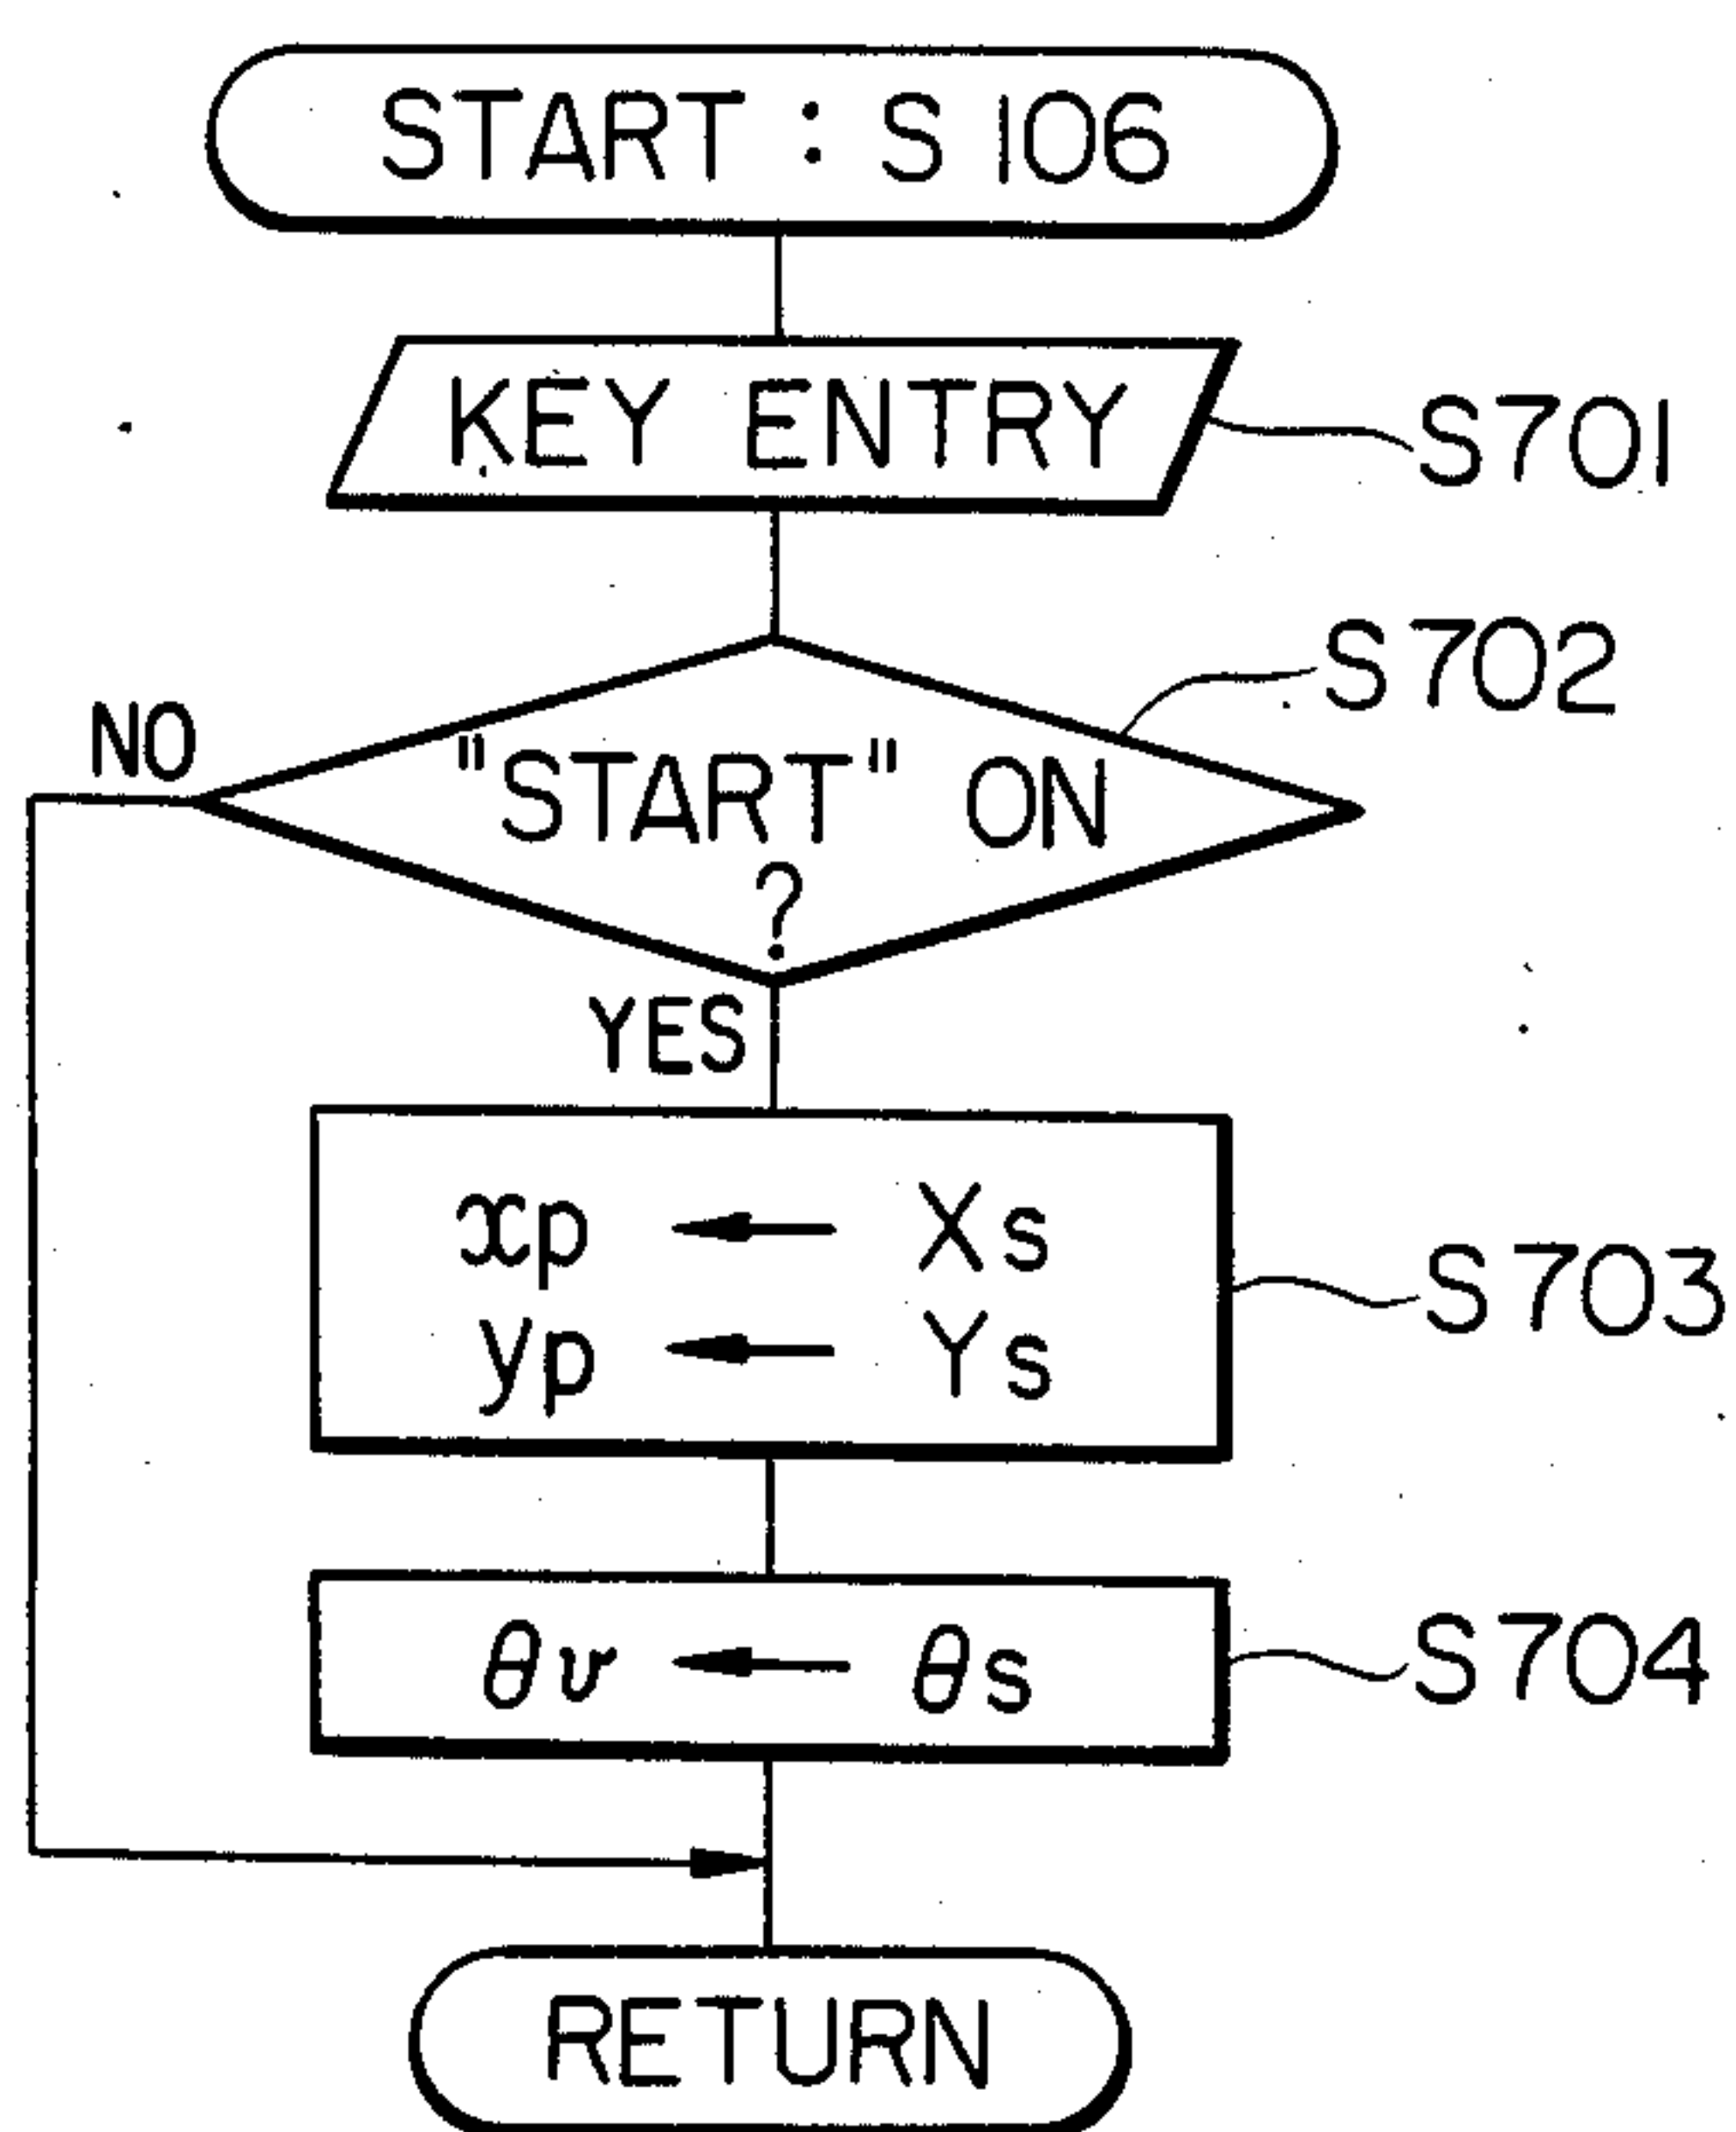 START : S 106
KEY ENTRY
S701
S702
NO
"START" ON
?
YES
xp ← Xs
yp ← Ys
S703
θv ← θs
S704
RETURN